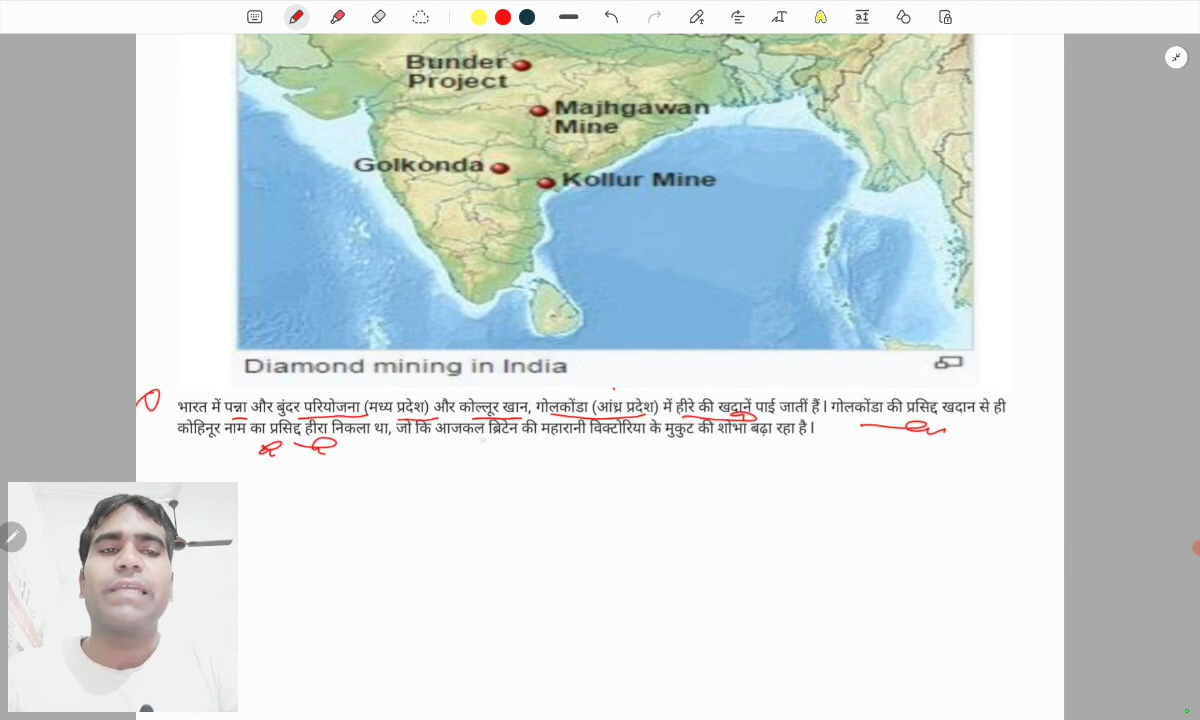 Bunder
Project
Majhgawan
Mine
Golkonda
Kollur Mine
Diamond mining in India
भारत में पन्ना और बुंदर परियोजना (मध्य प्रदेश) और कोल्लूर खान, गोलकोंडा (आंध्र प्रदेश) में हीरे की खदानें पाई जातीं हैं। गोलकोंडा की प्रसिद्द खदान से ही
कोहिनूर नाम का प्रसिद्द हीरा निकला था, जो कि आजकल ब्रिटेन की महारानी विक्टोरिया के मुकुट की शोभा बढ़ा रहा है।